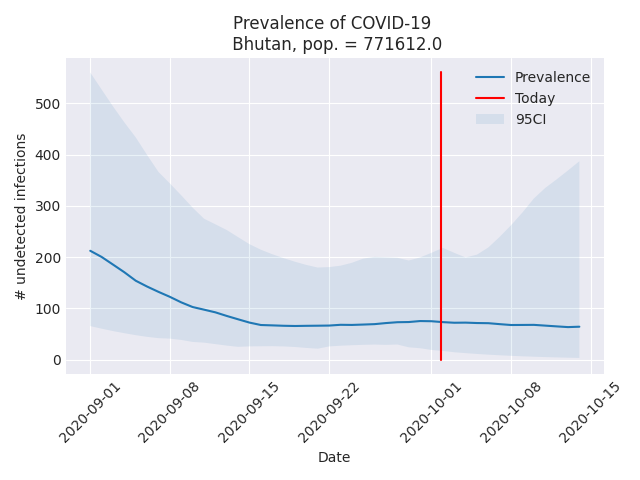 Prevalence of COVID-19
Bhutan, pop. = 771612.0
Prevalence
Today
95CI
# undetected infections
500
400
300
200
100
0
2020-09-01
2020-09-08
2020-09-15
2020-09-22
2020-10-01
2020-10-08
2020-10-15
Date